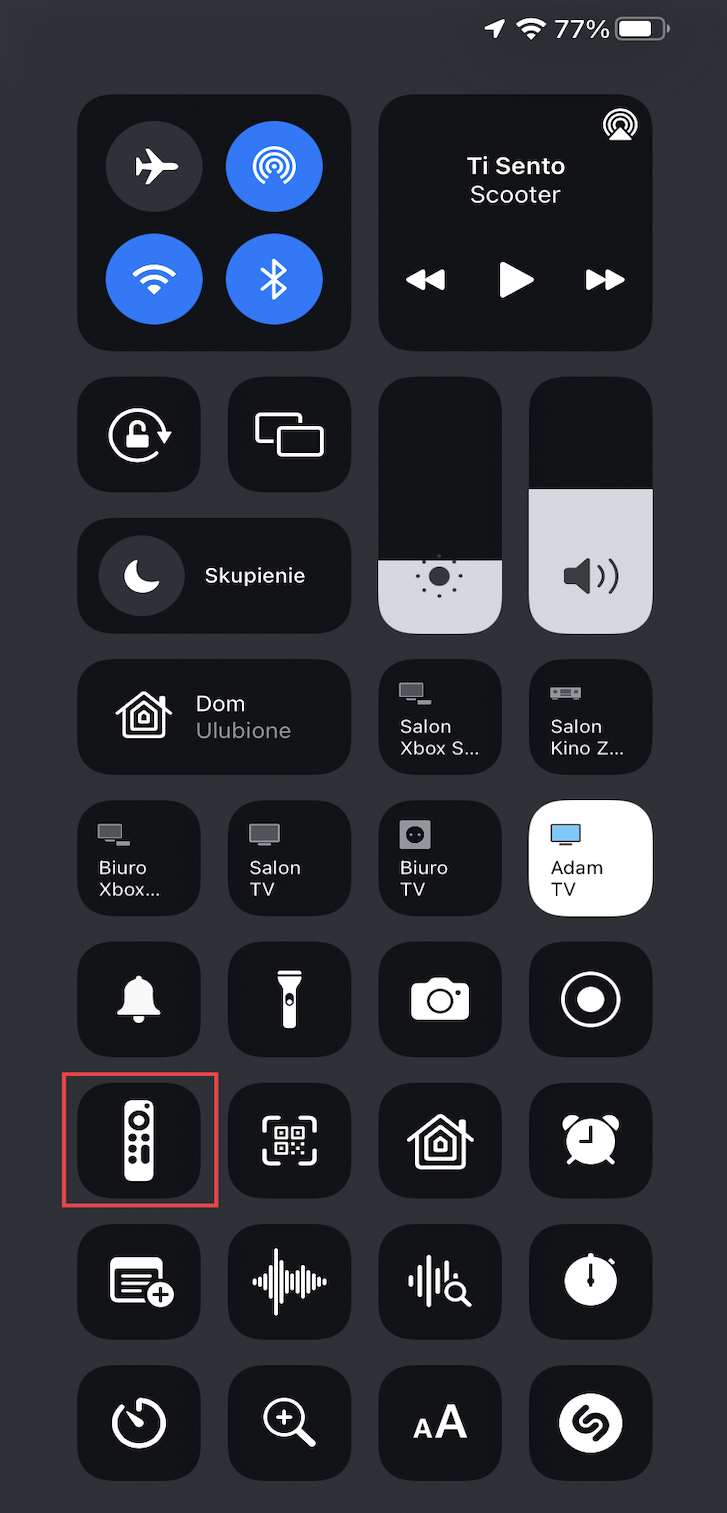 77%
Ti Sento
Scooter
Skupienie
Dom
Ulubione
Salon
Xbox S...
Salon
Kino Z...
Biuro
Xbox...
Salon
TV
Biuro
TV
Adam
TV
AA